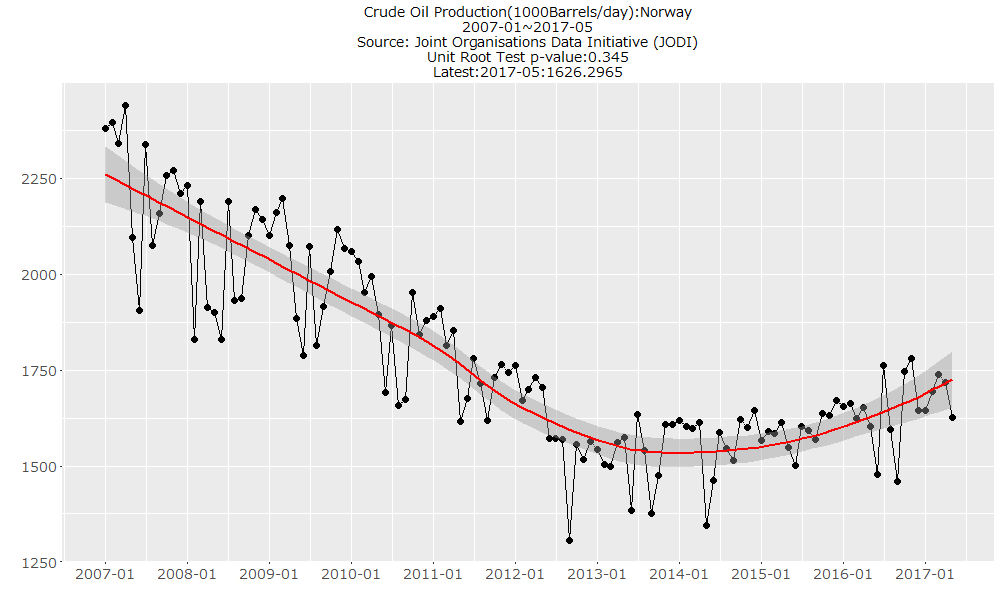 Crude Oil Production(1000Barrels/day):Norway
2007-01~2017-05
Source: Joint Organisations Data Initiative (JODI)
Unit Root Test p-value:0.345
Latest:2017-05:1626.2965
2250
2000
1750
1500
1250
2007-01 2008-01 2009-01 2010-01 2011-01 2012-01 2013-01 2014-01 2015-01 2016-01 2017-01